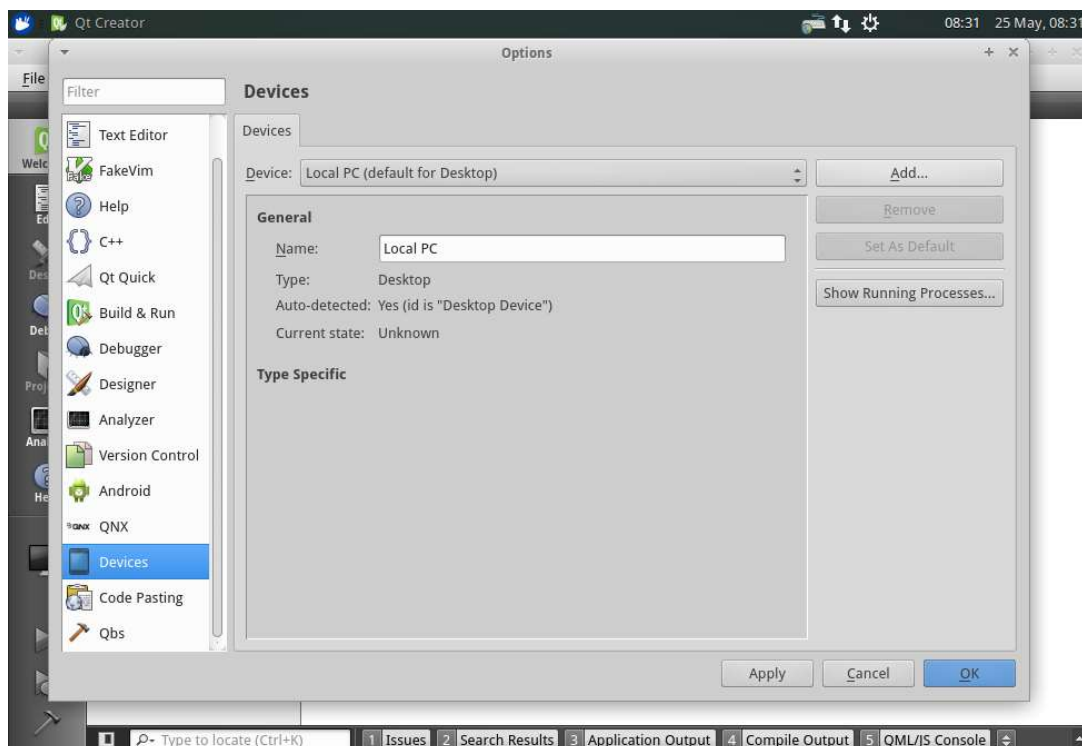 Qt Creator
08:31 25 May, 08:31
Options
File
Filter
Devices
Text Editor
FakeVim
Help
C++
Qt Quick
Build & Run
Debugger
Designer
Analyzer
Version Control
Android
QNX
Devices
Code Pasting
Qbs
Devices
Device: Local PC (default for Desktop)
General
Name: Local PC
Type: Desktop
Auto-detected: Yes (id is "Desktop Device")
Current state: Unknown
Type Specific
Add...
Remove
Set As Default
Show Running Processes...
Apply Cancel OK
Type to locate (Ctrl+K) 1 Issues 2 Search Results 3 Application Output 4 Compile Output 5 QML/JS Console